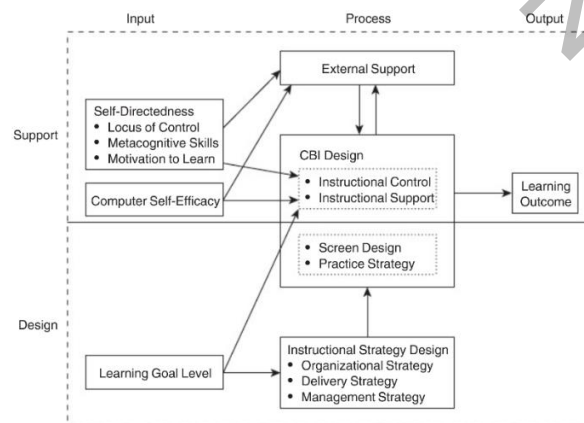 Input Process Output
External Support
Self-Directedness
• Locus of Control
• Metacognitive Skills
• Motivation to Learn
Support
CBI Design
• Instructional Control
• Instructional Support
Computer Self-Efficacy
Learning
Outcome
• Screen Design
• Practice Strategy
Design
Instructional Strategy Design
• Organizational Strategy
• Delivery Strategy
• Management Strategy
Learning Goal Level